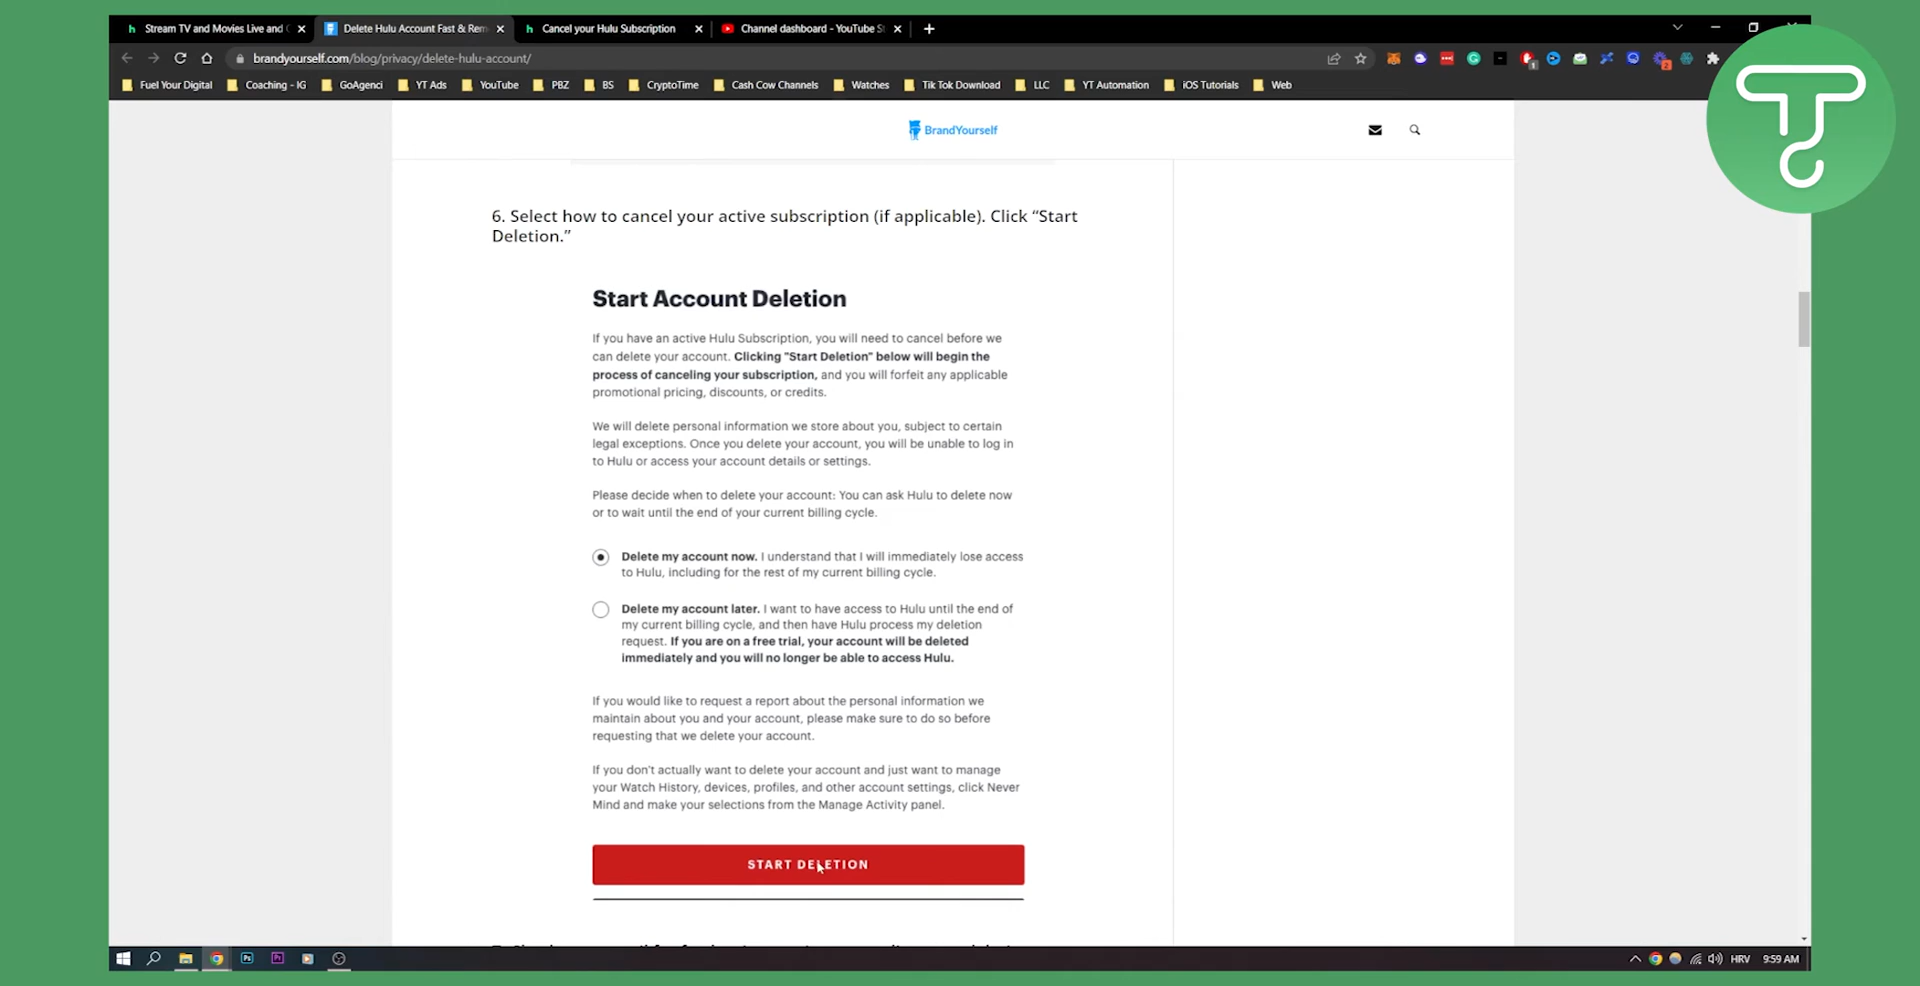 Stream TV and Movies Live and
Delete Hulu Account Fast & Rem
Cancel your Hulu Subscription
Channel dashboard - YouTube St
brandyourself.com/blog/privacy/delete-hulu-account/
Fuel Your Digital
Coaching - IG
GoAgenci
YT Ads
YouTube
PBZ
BS
CryptoTime
Cash Cow Channels
Watches
Tik Tok Download
LLC
YT Automation
iOS Tutorials
Web
BrandYourself
6. Select how to cancel your active subscription (if applicable). Click “Start
Deletion.”
Start Account Deletion
If you have an active Hulu Subscription, you will need to cancel before we
can delete your account. Clicking "Start Deletion" below will begin the
process of canceling your subscription, and you will forfeit any applicable
promotional pricing, discounts, or credits.
We will delete personal information we store about you, subject to certain
legal exceptions. Once you delete your account, you will be unable to log in
to Hulu or access your account details or settings.
Please decide when to delete your account: You can ask Hulu to delete now
or to wait until the end of your current billing cycle.
Delete my account now. I understand that I will immediately lose access
to Hulu, including for the rest of my current billing cycle.
Delete my account later. I want to have access to Hulu until the end of
my current billing cycle, and then have Hulu process my deletion
request. If you are on a free trial, your account will be deleted
immediately and you will no longer be able to access Hulu.
If you would like to request a report about the personal information we
maintain about you and your account, please make sure to do so before
requesting that we delete your account.
If you don't actually want to delete your account and just want to manage
your Watch History, devices, profiles, and other account settings, click Never
Mind and make your selections from the Manage Activity panel.
START DELETION
HRV
9:59 AM